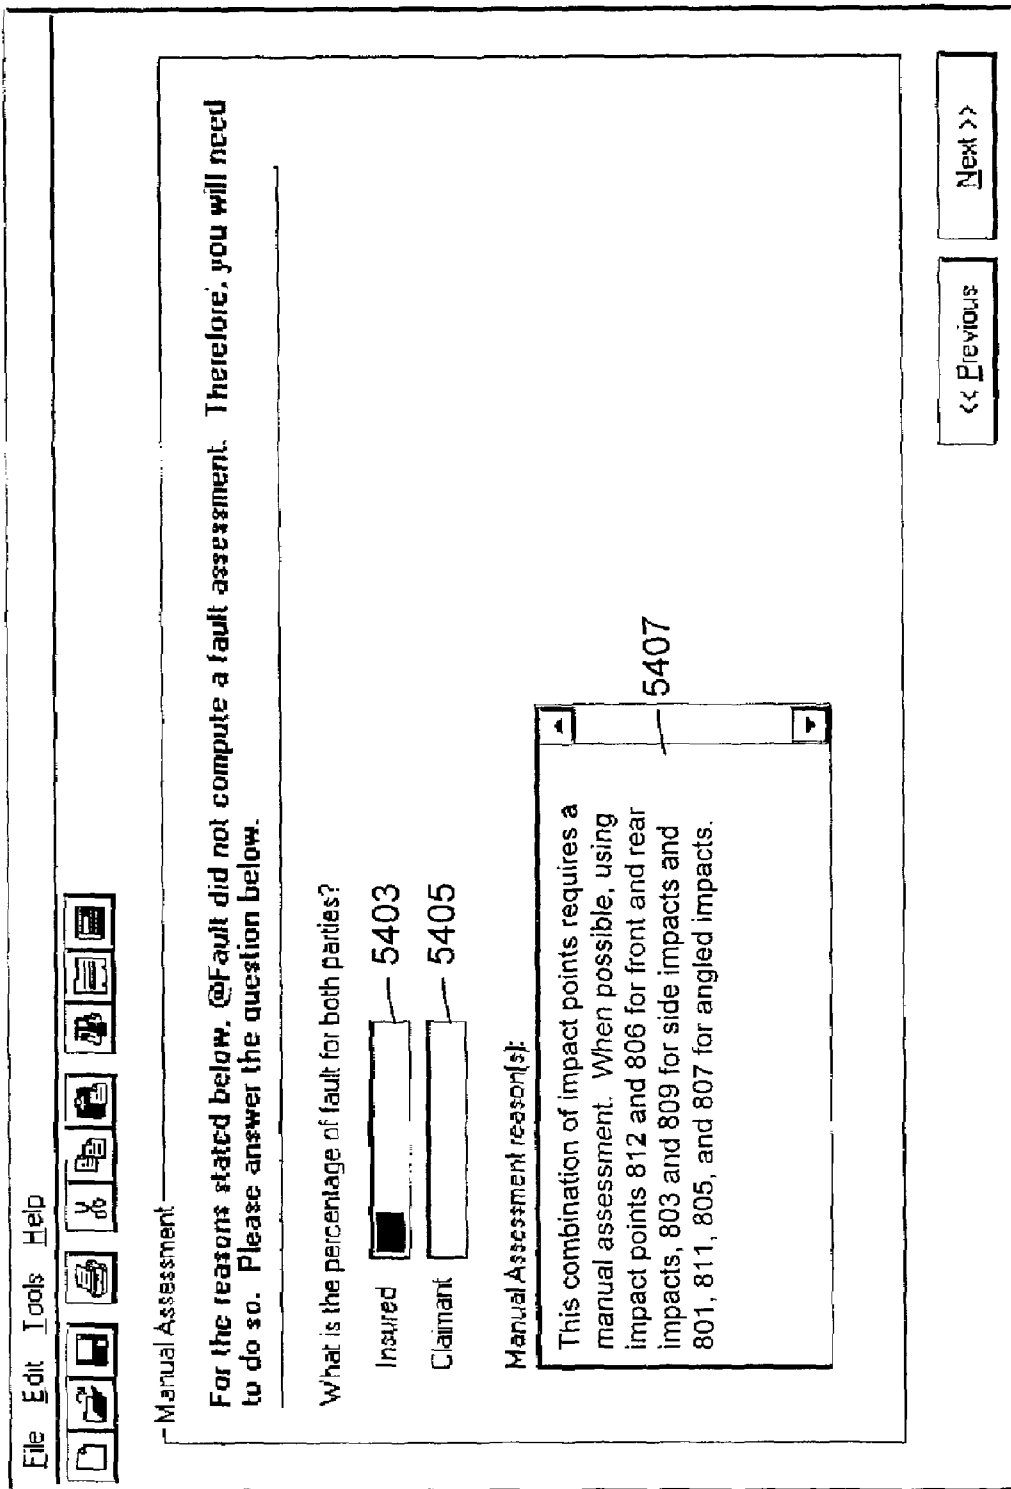 File Edit Tools Help
Manual Assessment
For the reasons stated below, @Fault did not compute a fault assessment. Therefore, you will need
to do so. Please answer the question below.
What is the percentage of fault for both parties?
Insured
5403
Claimant
5405
Manual Assessment reason(s):
This combination of impact points requires a
manual assessment. When possible, using
impact points 812 and 806 for front and rear
impacts, 803 and 809 for side impacts and
801, 811, 805, and 807 for angled impacts.
5407
<< Previous
Next >>